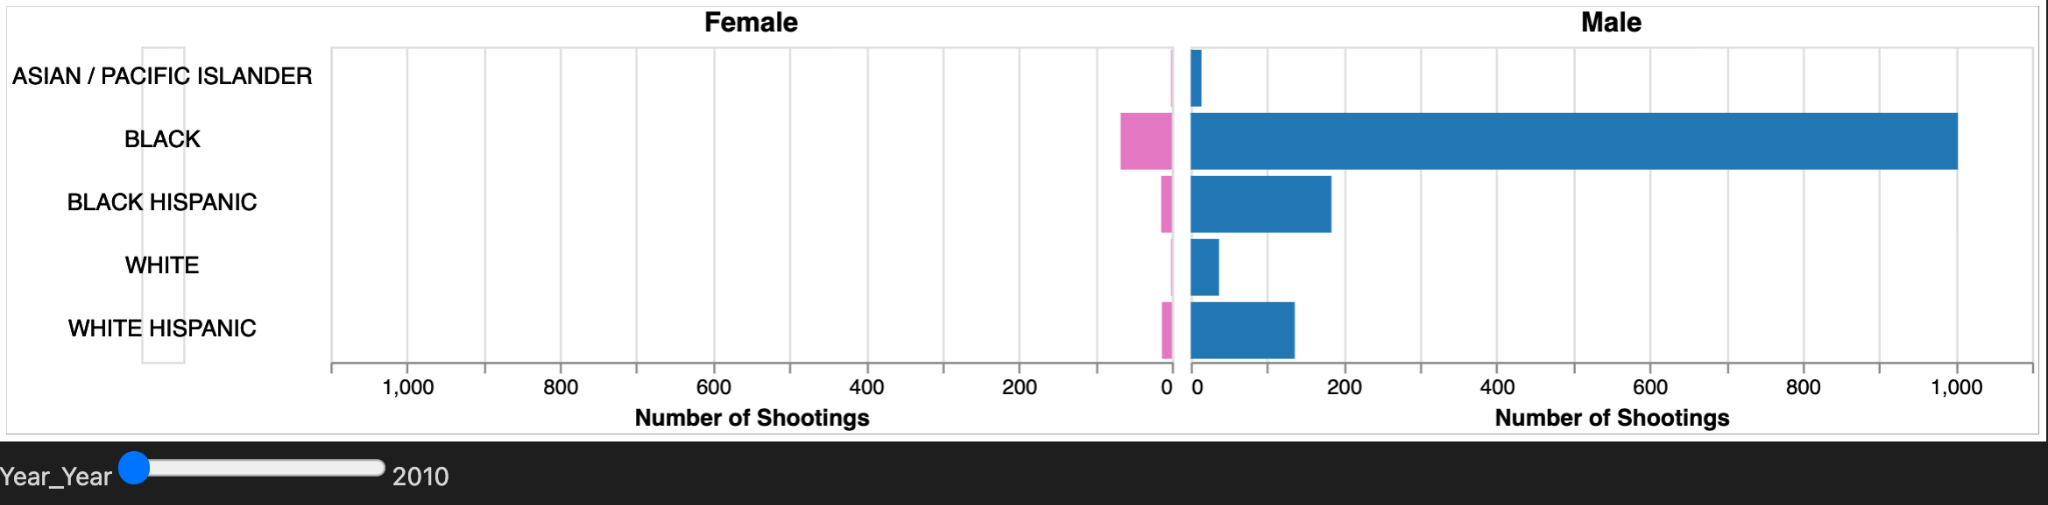 Female Male
ASIAN / PACIFIC ISLANDER
BLACK
BLACK HISPANIC
WHITE
WHITE HISPANIC
1,000 800 600 400 200 0 0 200 400 600 800 1,000
Number of Shootings Number of Shootings
Year_Year 2010